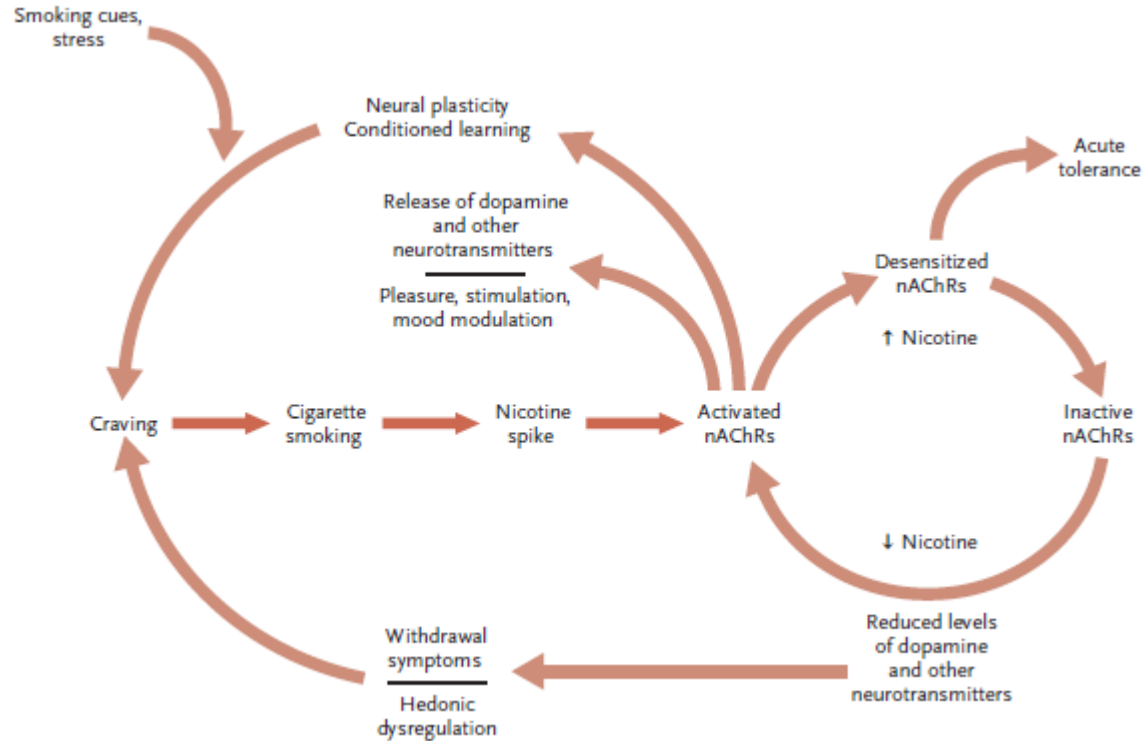 Smoking cues,
stress
Neural plasticity
Conditioned learning
Acute
tolerance
Release of dopamine
and other
neurotransmitters
Pleasure, stimulation,
mood modulation
Desensitized
nAChRs
↑ Nicotine
Craving
Cigarette
smoking
Nicotine
spike
Activated
nAChRs
Inactive
nAChRs
↓ Nicotine
Reduced levels
of dopamine
and other
neurotransmitters
Withdrawal
symptoms
Hedonic
dysregulation